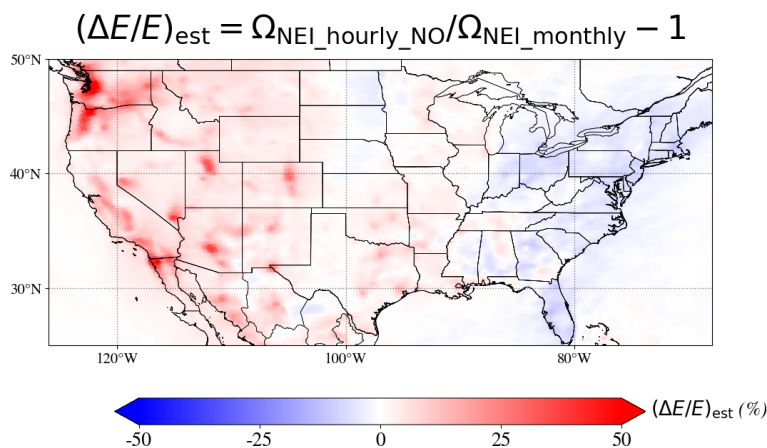 (ΔE/E)est = ΩNEI_hourly_NO/ΩNEI_monthly − 1
50°N
40°N
30°N
120°W 100°W 80°W
(ΔE/E)est (%)
-50 -25 0 25 50